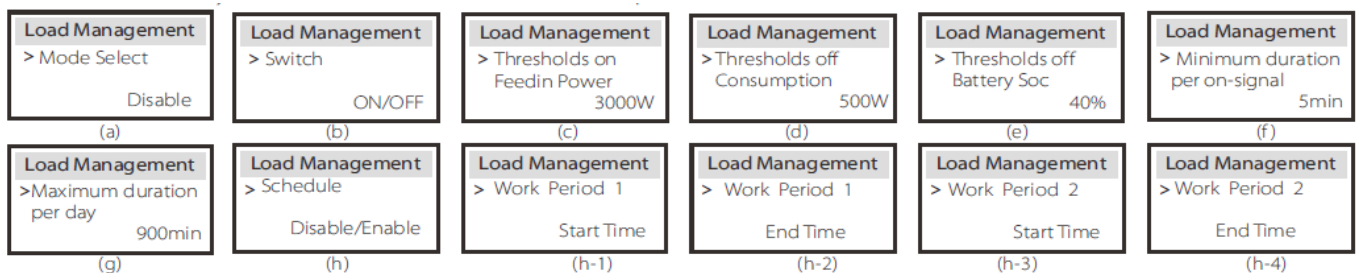 Load Management
> Mode Select
Disable
(a)
Load Management
> Switch
ON/OFF
(b)
Load Management
> Thresholds on
Feedin Power
3000W
(c)
Load Management
>Thresholds off
Consumption
500W
(d)
Load Management
> Thresholds off
Battery Soc
40%
(e)
Load Management
> Minimum duration
per on-signal
5min
(f)
Load Management
>Maximum duration
per day
900min
(g)
Load Management
> Schedule
Disable/Enable
(h)
Load Management
> Work Period 1
Start Time
(h-1)
Load Management
> Work Period 1
End Time
(h-2)
Load Management
> Work Period 2
Start Time
(h-3)
Load Management
> Work Period 2
End Time
(h-4)